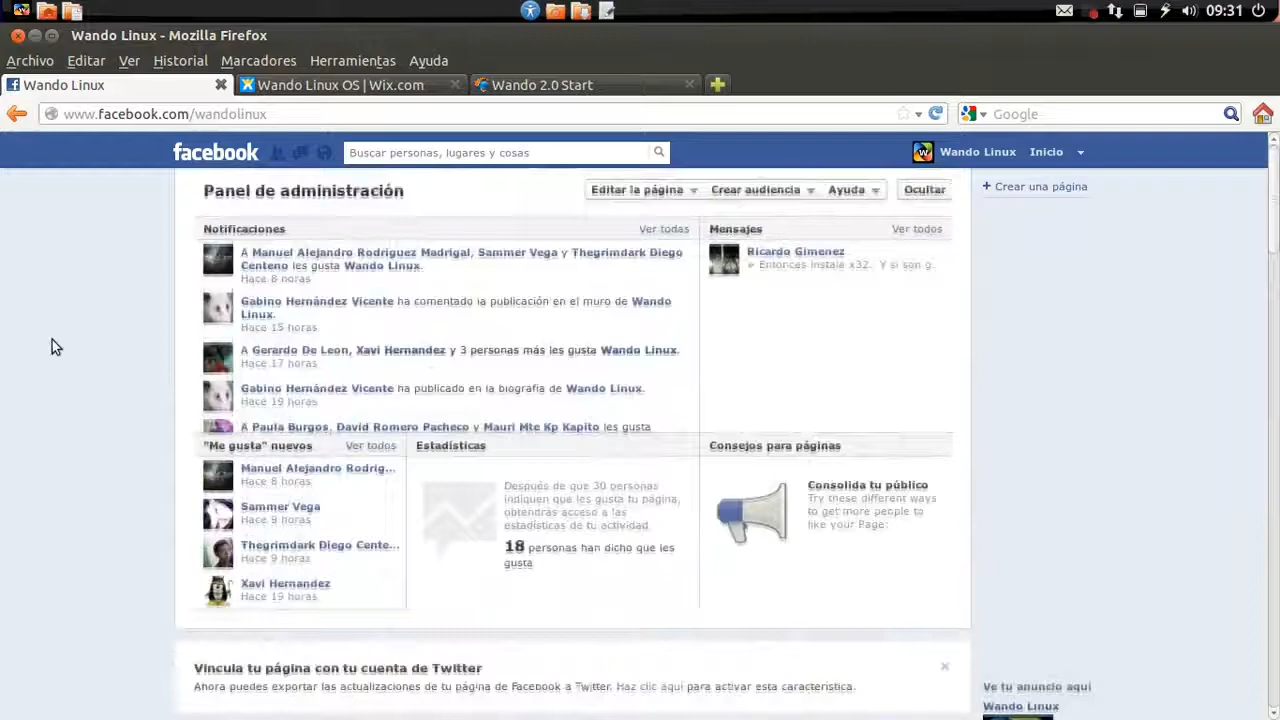 09:31
Wando Linux - Mozilla Firefox
Archivo Editar Ver Historial Marcadores Herramientas Ayuda
Wando Linux
Wando Linux OS | Wix.com
Wando 2.0 Start
www.facebook.com/wandolinux
Google
facebook
Buscar personas, lugares y cosas
Wando Linux Inicio
Panel de administración
Editar la página Crear audiencia Ayuda Ocultar
Crear una página
Notificaciones Ver todas
A Manuel Alejandro Rodriguez Madrigal, Sammer Vega y Thegrimdark Diego
Centeno les gusta Wando Linux.
Hace 8 horas
Gabino Hernández Vicente ha comentado la publicación en el muro de Wando
Linux.
Hace 15 horas
A Gerardo De Leon, Xavi Hernandez y 3 personas más les gusta Wando Linux.
Hace 17 horas
Gabino Hernández Vicente ha publicado en la biografía de Wando Linux.
Hace 19 horas
A Paula Burgos, David Romero Pacheco y Mauri Mte Kp Kapito les gusta
Mensajes Ver todos
Ricardo Gimenez
Entonces instala x32. Y si son g.
"Me gusta" nuevos Ver todos
Manuel Alejandro Rodrig...
Hace 8 horas
Sammer Vega
Hace 9 horas
Thegrimdark Diego Cente...
Hace 9 horas
Xavi Hernandez
Hace 19 horas
Estadísticas
Después de que 30 personas
indiquen que les gusta tu página,
obtendrás acceso a las
estadísticas de tu actividad.
18 personas han dicho que les
gusta
Consejos para páginas
Consolida tu público
Try these different ways
to get more people to
like your Page:
Vincula tu página con tu cuenta de Twitter
Ahora puedes exportar las actualizaciones de tu página de Facebook a Twitter. Haz clic aquí para activar esta característica.
Ve tu anuncio aquí
Wando Linux